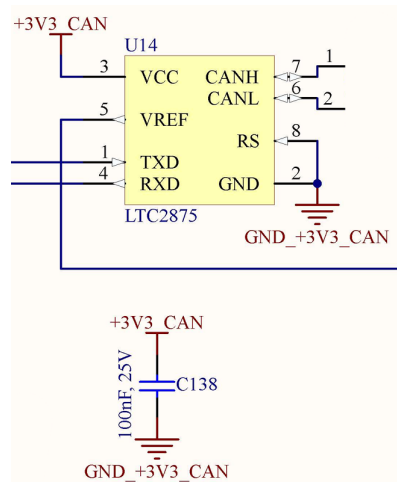 +3V3_CAN
U14
3 VCC CANH 7 1
CANL 6 2
5 VREF
RS 8
1 TXD
4 RXD GND 2
LTC2875
GND_+3V3_CAN
+3V3_CAN
100nF, 25V
C138
GND_+3V3_CAN